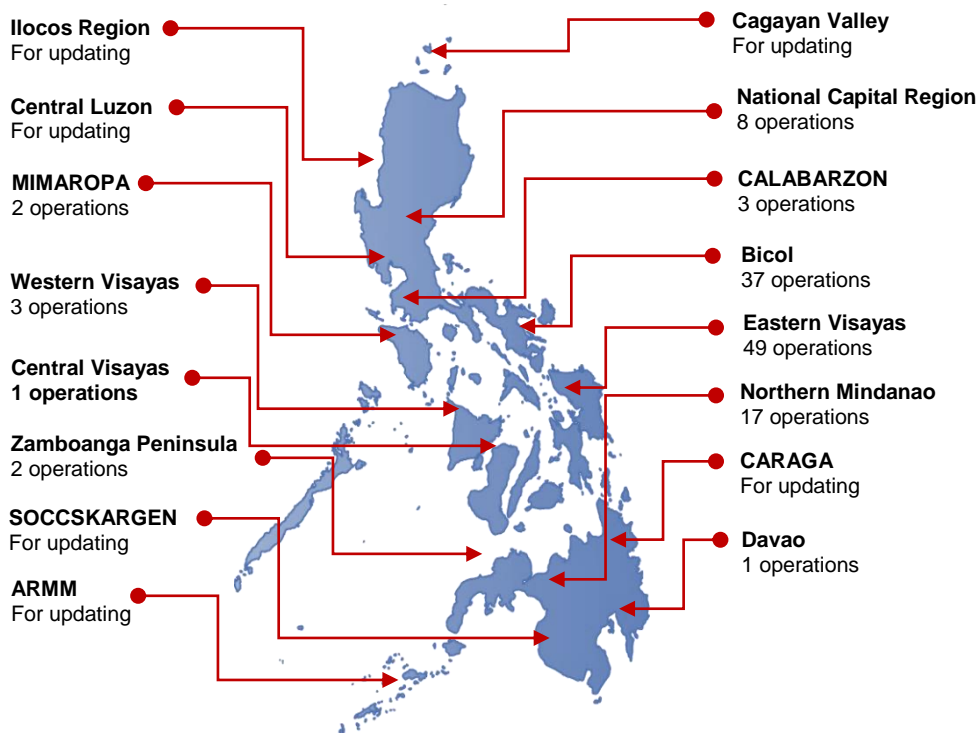 Ilocos Region
For updating
Central Luzon
For updating
MIMAROPA
2 operations
Western Visayas
3 operations
Central Visayas
1 operations
Zamboanga Peninsula
2 operations
SOCCSKARGEN
For updating
ARMM
For updating
Cagayan Valley
For updating
National Capital Region
8 operations
CALABARZON
3 operations
Bicol
37 operations
Eastern Visayas
49 operations
Northern Mindanao
17 operations
CARAGA
For updating
Davao
1 operations